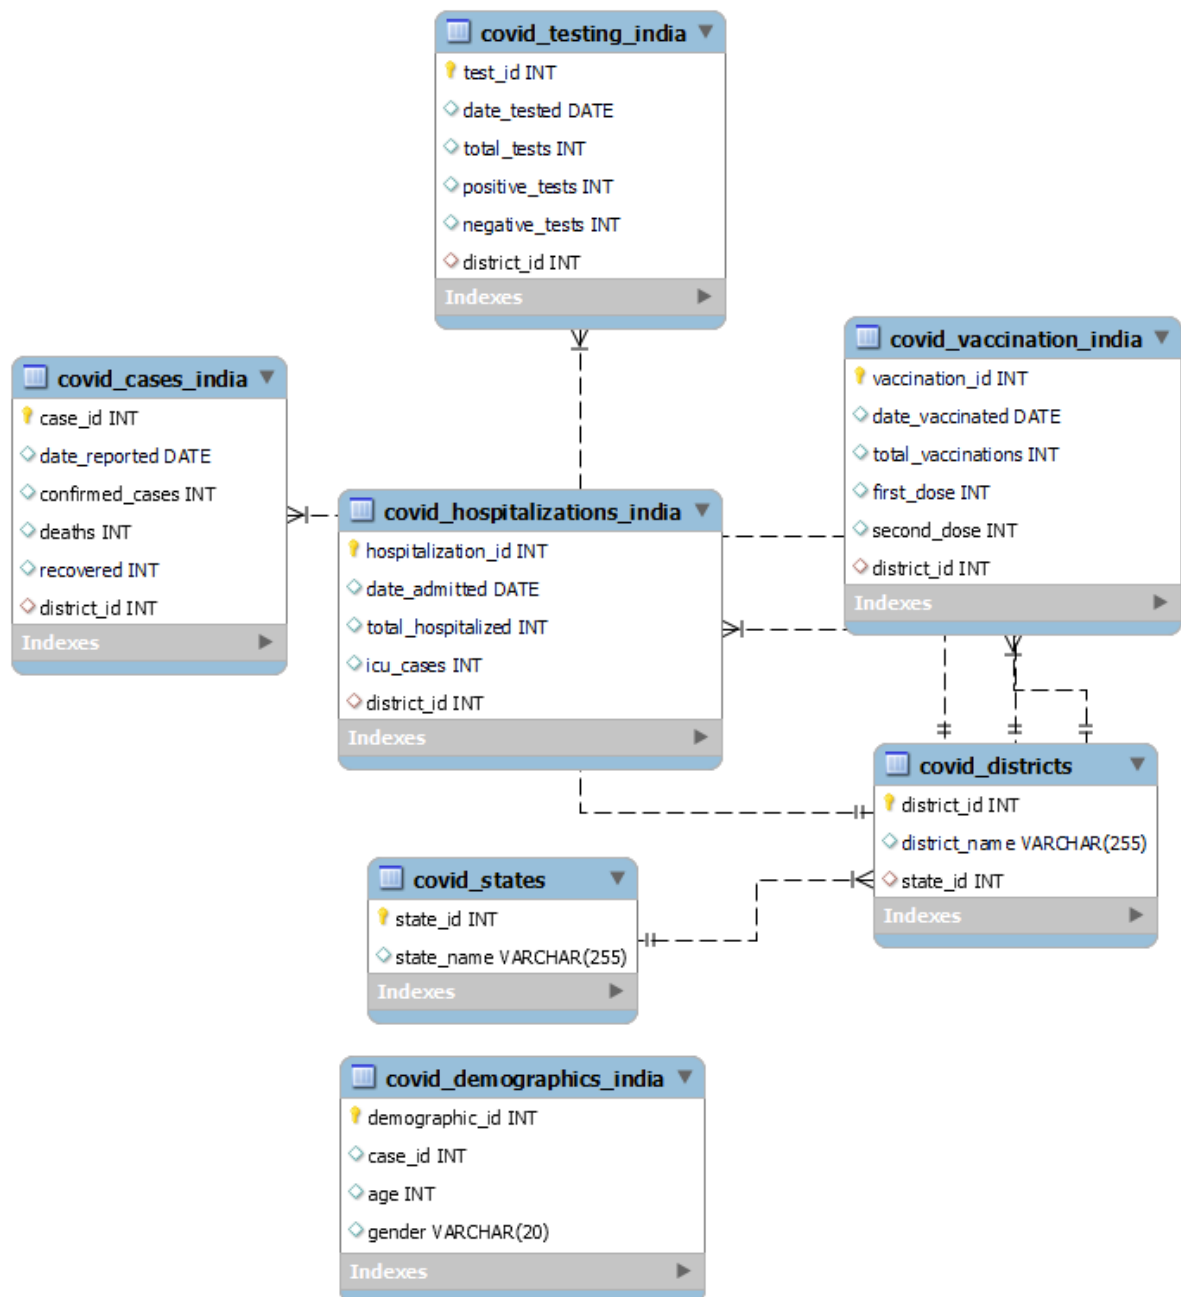 covid_testing_india
test_id INT
date_tested DATE
total_tests INT
positive_tests INT
negative_tests INT
district_id INT
Indexes
covid_cases_india
case_id INT
date_reported DATE
confirmed_cases INT
deaths INT
recovered INT
district_id INT
Indexes
covid_hospitalizations_india
hospitalization_id INT
date_admitted DATE
total_hospitalized INT
icu_cases INT
district_id INT
Indexes
covid_vaccination_india
vaccination_id INT
date_vaccinated DATE
total_vaccinations INT
first_dose INT
second_dose INT
district_id INT
Indexes
covid_districts
district_id INT
district_name VARCHAR(255)
state_id INT
Indexes
covid_states
state_id INT
state_name VARCHAR(255)
Indexes
covid_demographics_india
demographic_id INT
case_id INT
age INT
gender VARCHAR(20)
Indexes